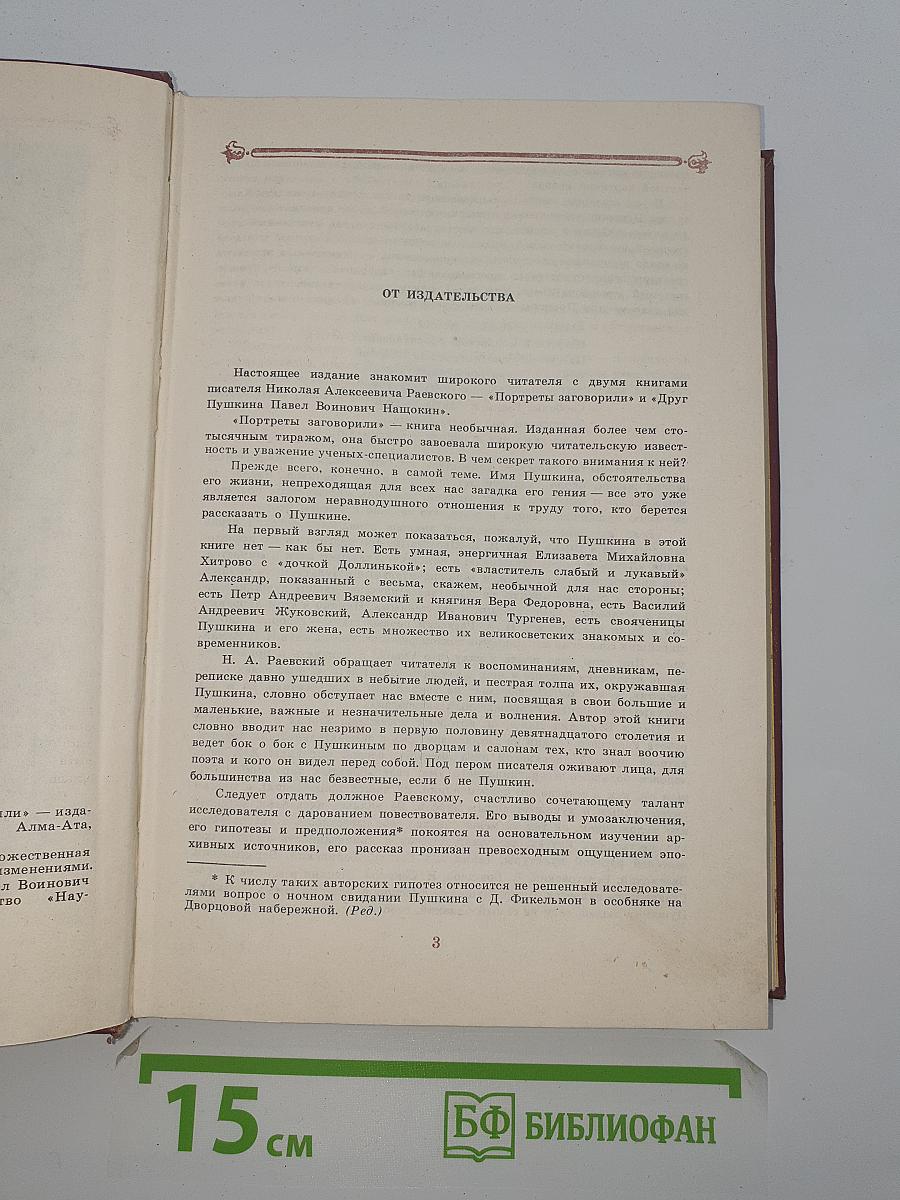 ОТ ИЗДАТЕЛЬСТВА
Настоящее издание знакомит широкого читателя с двумя книгами
писателя Николая Алексеевича Раевского — «Портреты заговорили» и «Друг
Пушкина Павел Воинович Нащокин».
«Портреты заговорили» — книга необычная. Изданная более чем сто-
тысячным тиражом, она быстро завоевала широкую читательскую извест-
ность и уважение ученых-специалистов. В чем секрет такого внимания к ней?
Прежде всего, конечно, в самой теме. Имя Пушкина, обстоятельства
его жизни, непреходящая для всех нас загадка его гения — все это уже
является залогом неравнодушного отношения к труду того, кто берется
рассказать о Пушкине.
На первый взгляд может показаться, пожалуй, что Пушкина в этой
книге нет — как бы нет. Есть умная, энергичная Елизавета Михайловна
Хитрово с «дочкой Доллинькой»; есть «властитель слабый и лукавый»
Александр, показанный с весьма, скажем, необычной для нас стороны;
есть Петр Андреевич Вяземский и княгиня Вера Федоровна, есть Василий
Андреевич Жуковский, Александр Иванович Тургенев, есть свояченицы
Пушкина и его жена, есть множество их великосветских знакомых и со-
временников.
Н. А. Раевский обращает читателя к воспоминаниям, дневникам, пе-
реписке давно ушедших в небытие людей, и пестрая толпа их, окружавшая
Пушкина, словно обступает нас вместе с ним, посвящая в свои большие и
маленькие, важные и незначительные дела и волнения. Автор этой книги
словно вводит нас незримо в первую половину девятнадцатого столетия и
ведет бок о бок с Пушкиным по дворцам и салонам тех, кто знал воочию
поэта и кого он видел перед собой. Под пером писателя оживают лица, для
большинства из нас безвестные, если б не Пушкин.
Следует отдать должное Раевскому, счастливо сочетающему талант
исследователя с дарованием повествователя. Его выводы и умозаключения,
его гипотезы и предположения* покоятся на основательном изучении ар-
хивных источников, его рассказ пронизан превосходным ощущением эпо-
* К числу таких авторских гипотез относится не решенный исследовате-
лями вопрос о ночном свидании Пушкина с Д. Фикельмон в особняке на
Дворцовой набережной. (Ред.)
3
или» — изда-
Алма-Ата,
ожественная
изменениями.
ел Воинович
тво «Нау-
15 см
БФ БИБЛИОФАН